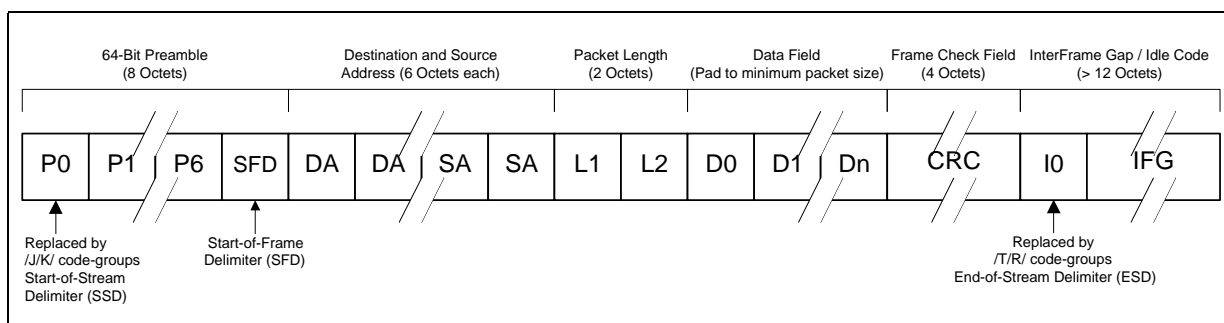 64-Bit Preamble
(8 Octets)
Destination and Source
Address (6 Octets each)
Packet Length
(2 Octets)
Data Field
(Pad to minimum packet size)
Frame Check Field
(4 Octets)
InterFrame Gap / Idle Code
(> 12 Octets)
P0
P1
P6
SFD
DA
DA
SA
SA
L1
L2
D0
D1
Dn
CRC
I0
IFG
Replaced by
/J/K/ code-groups
Start-of-Stream
Delimiter (SSD)
Start-of-Frame
Delimiter (SFD)
Replaced by
/T/R/ code-groups
End-of-Stream Delimiter (ESD)